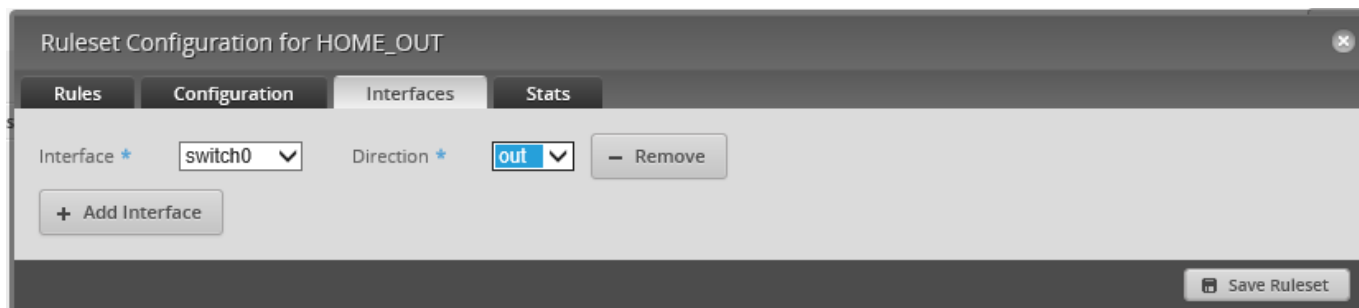 Ruleset Configuration for HOME_OUT
Rules Configuration Interfaces Stats
Interface * switch0 Direction * out − Remove
+ Add Interface
Save Ruleset